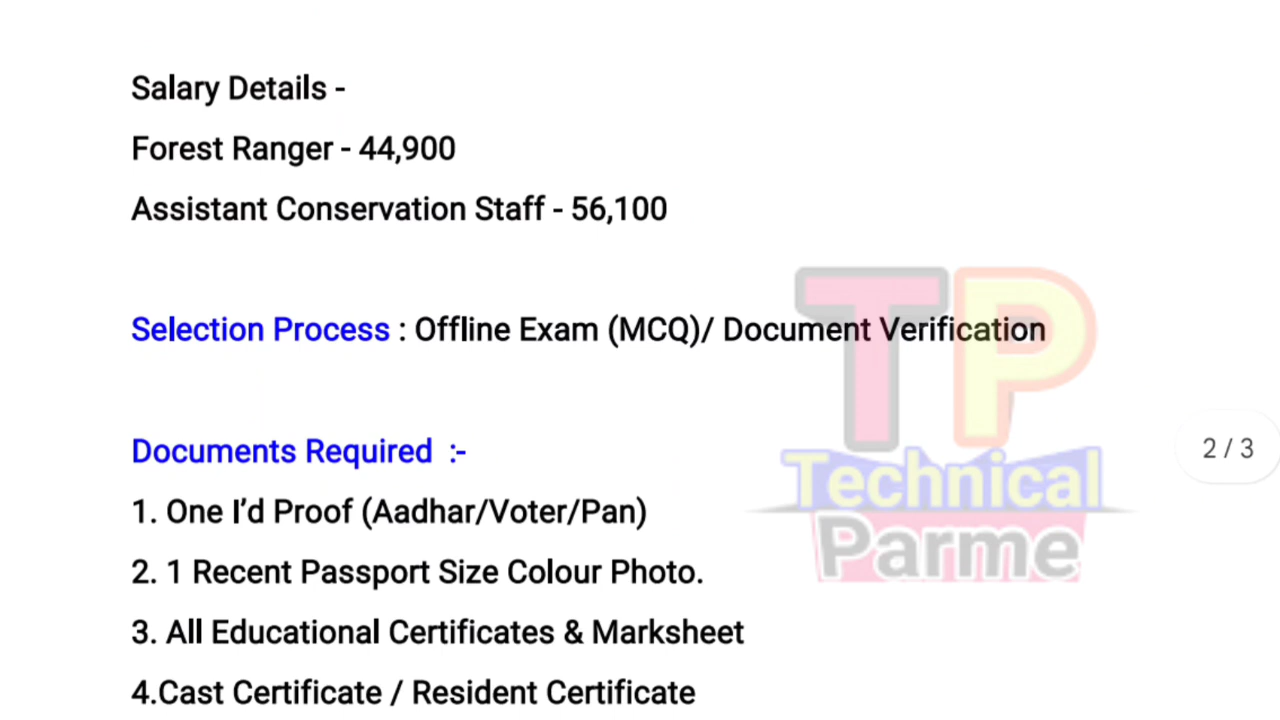 Salary Details -
Forest Ranger - 44,900
Assistant Conservation Staff - 56,100
Selection Process : Offline Exam (MCQ)/ Document Verification
Documents Required :-
1. One I’d Proof (Aadhar/Voter/Pan)
2. 1 Recent Passport Size Colour Photo.
3. All Educational Certificates & Marksheet
4.Cast Certificate / Resident Certificate
TP
Technical
Parme
2 / 3